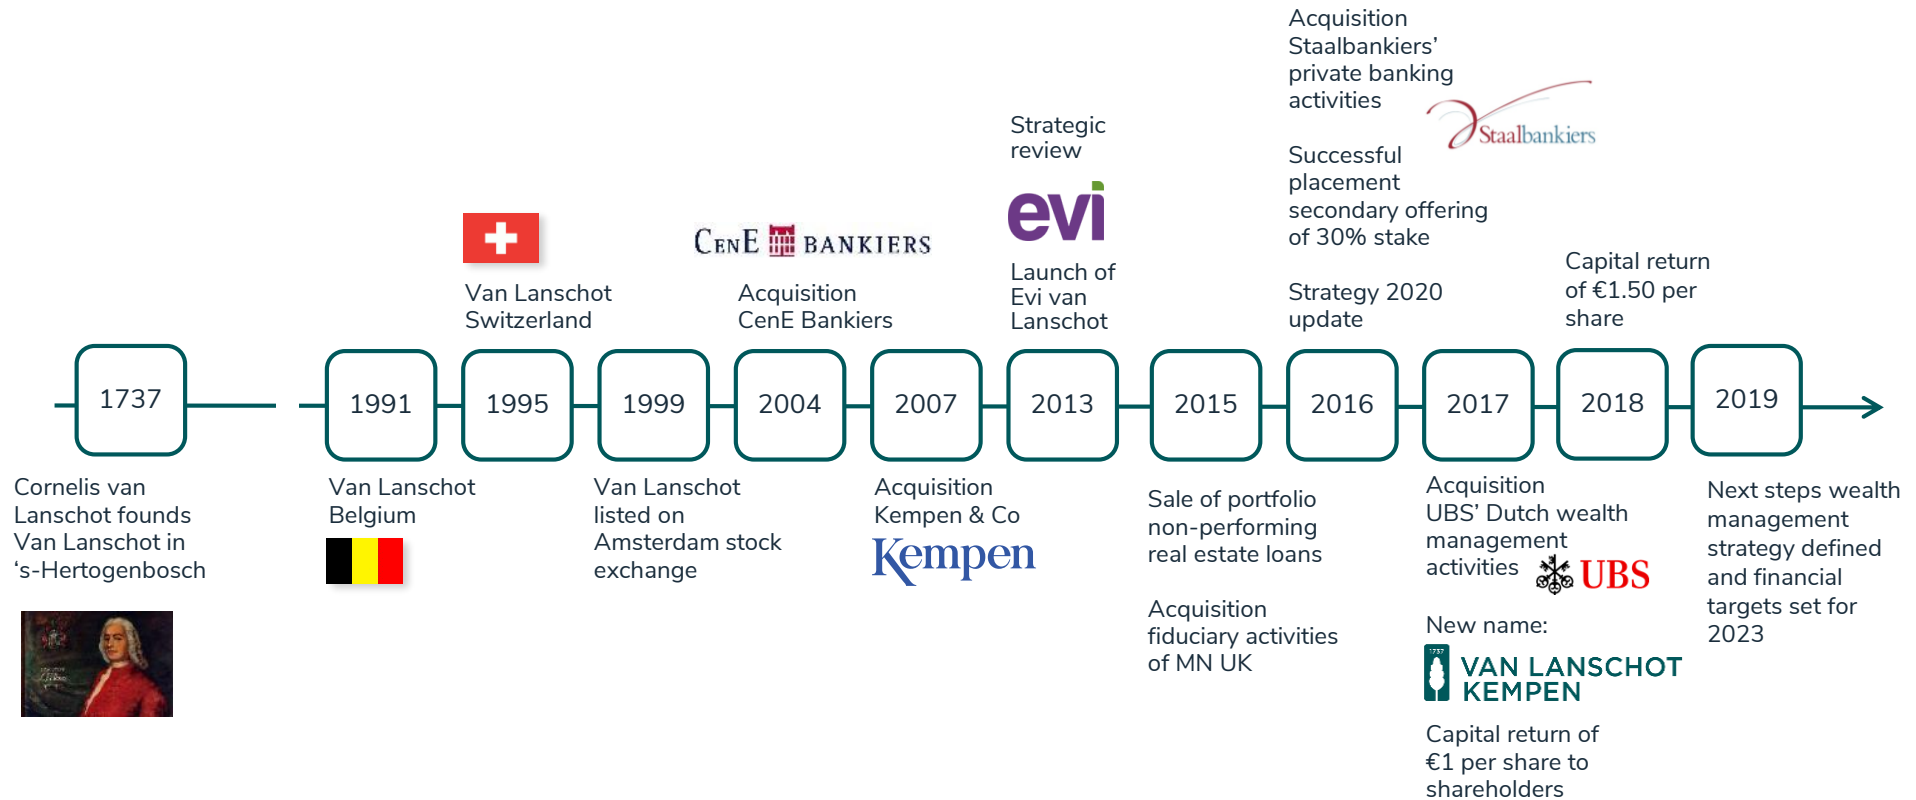 Acquisition
Staalbankiers’
private banking
activities
Staalbankiers
Successful
placement
secondary offering
of 30% stake
Strategy 2020
update
Strategic
review
evi
Launch of
Evi van
Lanschot
Van Lanschot
Switzerland
CENE BANKIERS
Acquisition
CenE Bankiers
Capital return
of €1.50 per
share
1737
1991
1995
1999
2004
2007
2013
2015
2016
2017
2018
2019
Cornelis van
Lanschot founds
Van Lanschot in
‘s-Hertogenbosch
Van Lanschot
Belgium
Van Lanschot
listed on
Amsterdam stock
exchange
Acquisition
Kempen & Co
Kempen
Sale of portfolio
non-performing
real estate loans
Acquisition
fiduciary activities
of MN UK
Acquisition
UBS’ Dutch wealth
management
activities
UBS
New name:
1737
VAN LANSCHOT
KEMPEN
Capital return of
€1 per share to
shareholders
Next steps wealth
management
strategy defined
and financial
targets set for
2023